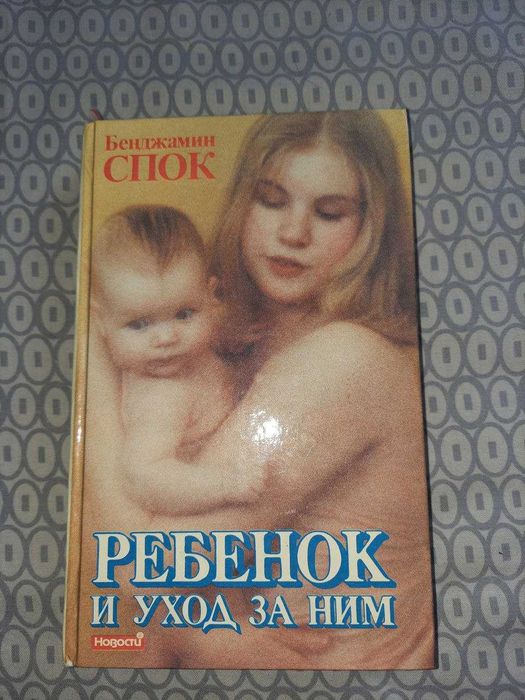 Бенджамин
СПОК
РЕБЕНОК
И УХОД ЗА НИМ
Новости